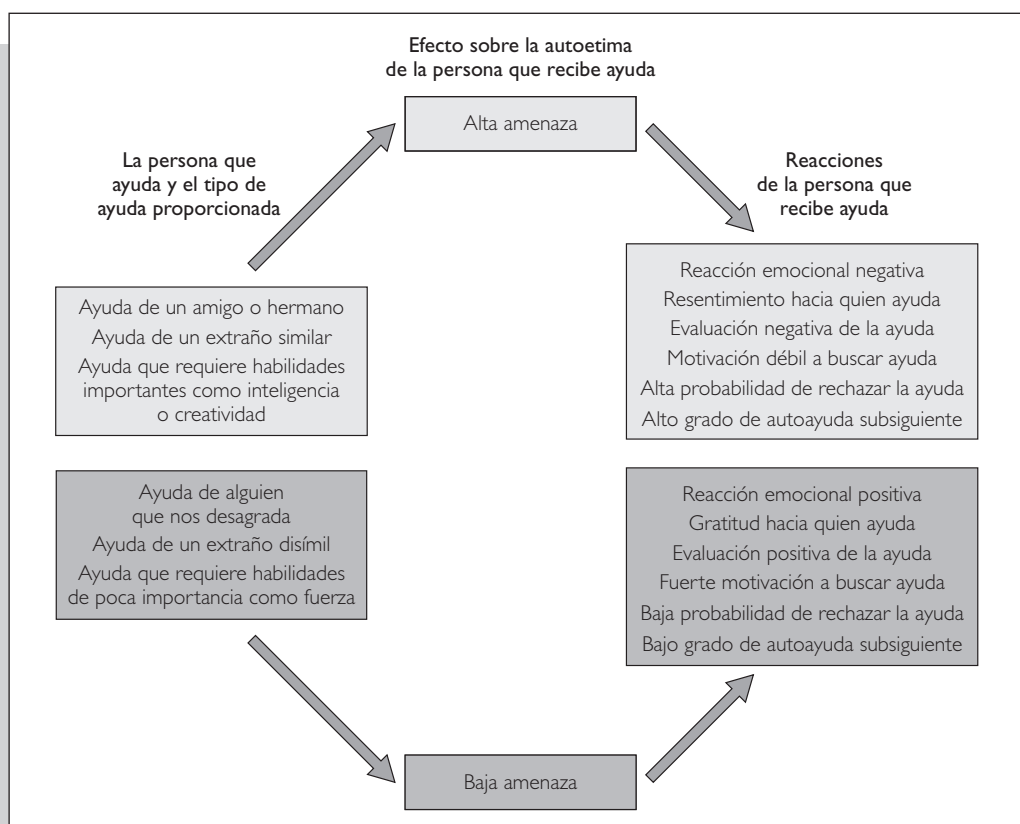 Efecto sobre la autoetima
de la persona que recibe ayuda
Alta amenaza
La persona que
ayuda y el tipo de
ayuda proporcionada
Reacciones
de la persona que
recibe ayuda
Ayuda de un amigo o hermano
Ayuda de un extraño similar
Ayuda que requiere habilidades
importantes como inteligencia
o creatividad
Reacción emocional negativa
Resentimiento hacia quien ayuda
Evaluación negativa de la ayuda
Motivación débil a buscar ayuda
Alta probabilidad de rechazar la ayuda
Alto grado de autoayuda subsiguiente
Ayuda de alguien
que nos desagrada
Ayuda de un extraño disímil
Ayuda que requiere habilidades
de poca importancia como fuerza
Reacción emocional positiva
Gratitud hacia quien ayuda
Evaluación positiva de la ayuda
Fuerte motivación a buscar ayuda
Baja probabilidad de rechazar la ayuda
Bajo grado de autoayuda subsiguiente
Baja amenaza